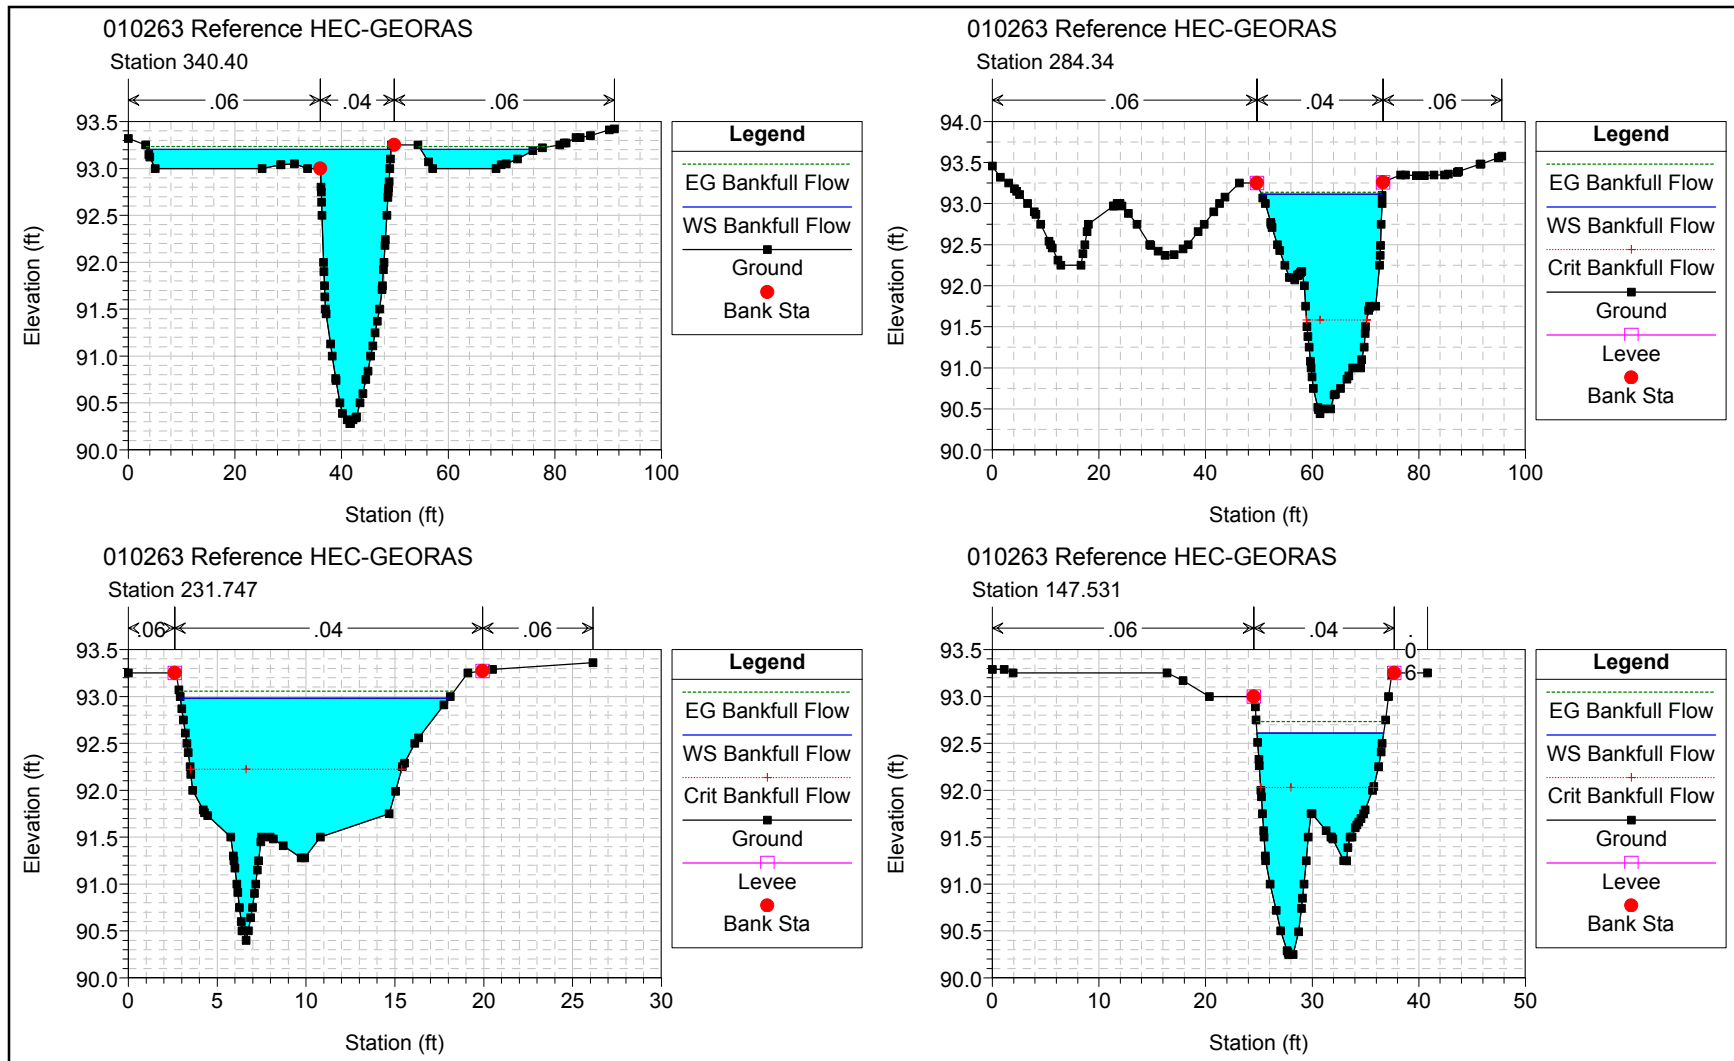 010263 Reference HEC-GEORAS
Station 340.40
.06
.04
.06
93.5
93.0
92.5
92.0
91.5
91.0
90.5
90.0
Elevation (ft)
0
20
40
60
80
100
Station (ft)
Legend
EG Bankfull Flow
WS Bankfull Flow
Ground
Bank Sta
010263 Reference HEC-GEORAS
Station 284.34
.06
.04
.06
94.0
93.5
93.0
92.5
92.0
91.5
91.0
90.5
90.0
Elevation (ft)
0
20
40
60
80
100
Station (ft)
Legend
EG Bankfull Flow
WS Bankfull Flow
Crit Bankfull Flow
Ground
Levee
Bank Sta
010263 Reference HEC-GEORAS
Station 231.747
.06
.04
.06
93.5
93.0
92.5
92.0
91.5
91.0
90.5
90.0
Elevation (ft)
0
5
10
15
20
25
30
Station (ft)
Legend
EG Bankfull Flow
WS Bankfull Flow
Crit Bankfull Flow
Ground
Levee
Bank Sta
010263 Reference HEC-GEORAS
Station 147.531
.06
.04
.
0
6
93.5
93.0
92.5
92.0
91.5
91.0
90.5
90.0
Elevation (ft)
0
10
20
30
40
50
Station (ft)
Legend
EG Bankfull Flow
WS Bankfull Flow
Crit Bankfull Flow
Ground
Levee
Bank Sta